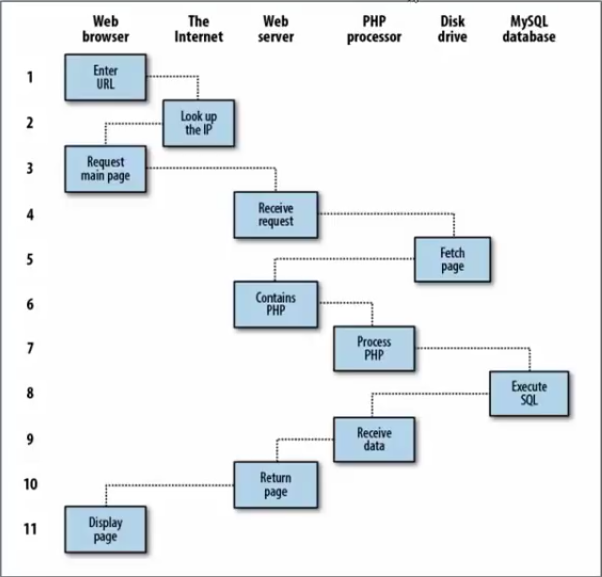 Web
browser
The
Internet
Web
server
PHP
processor
Disk
drive
MySQL
database
1
Enter
URL
2
Look up
the IP
3
Request
main page
4
Receive
request
5
Fetch
page
6
Contains
PHP
7
Process
PHP
8
Execute
SQL
9
Receive
data
10
Return
page
11
Display
page